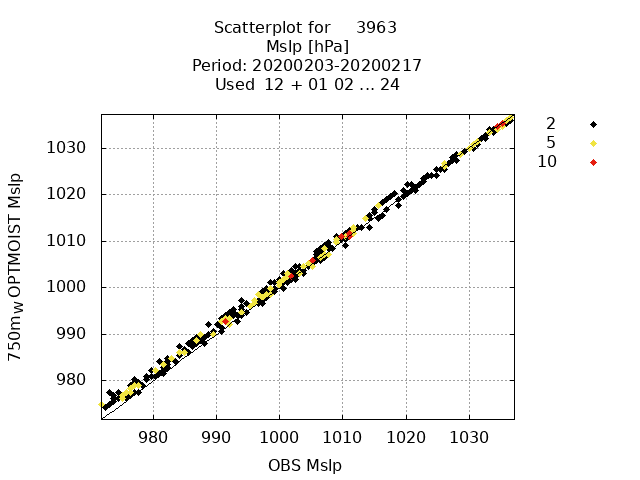 Scatterplot for 3963
Mslp [hPa]
Period: 20200203-20200217
Used 12 + 01 02 ... 24
2
5
10
1030
1020
1010
1000
990
980
750mW OPTMOIST Mslp
980 990 1000 1010 1020 1030
OBS Mslp